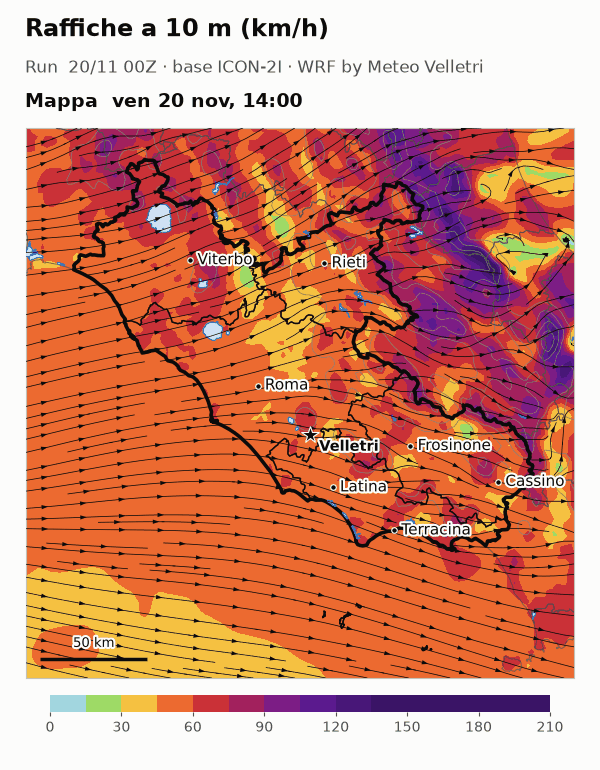 Raffiche a 10 m (km/h)
Run  20/11 00Z · base ICON-2I · WRF by Meteo Velletri
Mappa  ven 20 nov, 14:00
Viterbo
Rieti
Roma
Velletri
Frosinone
Cassino
Latina
Terracina
50 km
0 30 60 90 120 150 180 210